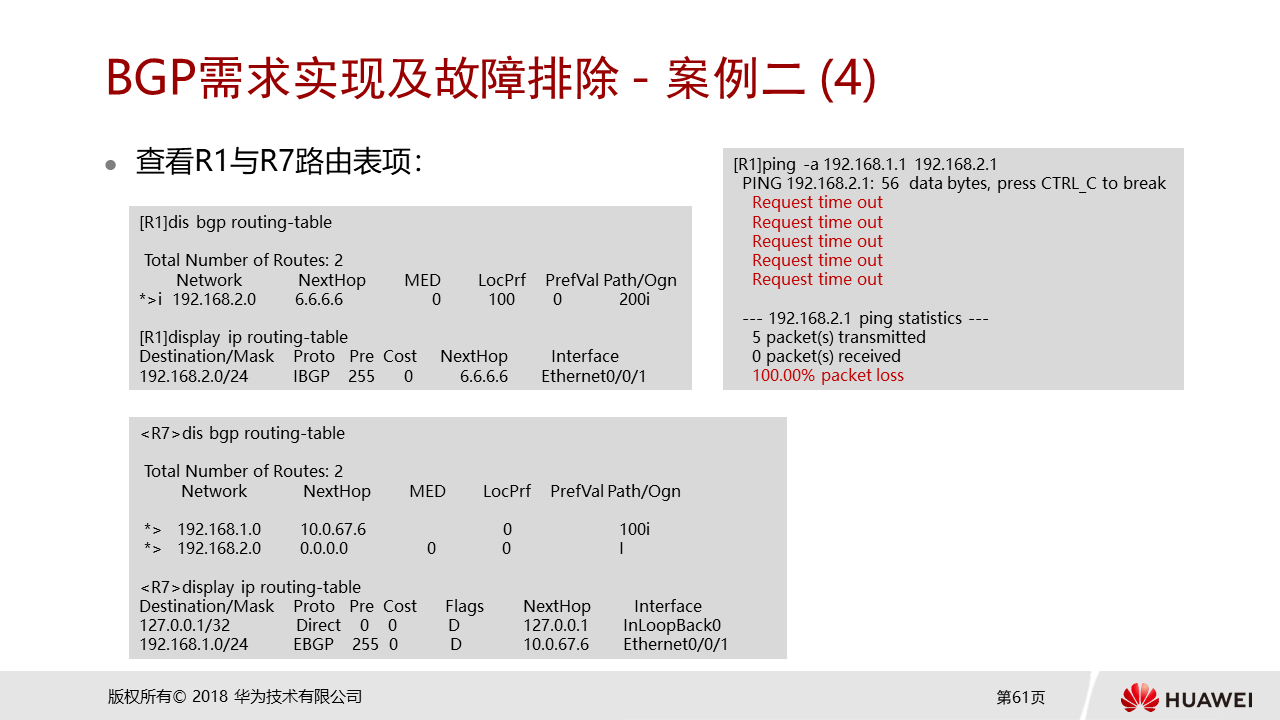 BGP需求实现及故障排除 - 案例二 (4)
查看R1与R7路由表项：
[R1]dis bgp routing-table
Total Number of Routes: 2
Network NextHop MED LocPrf PrefVal Path/Ogn
*>i 192.168.2.0 6.6.6.6 0 100 0 200i
[R1]display ip routing-table
Destination/Mask Proto Pre Cost NextHop Interface
192.168.2.0/24 IBGP 255 0 6.6.6.6 Ethernet0/0/1
[R1]ping -a 192.168.1.1 192.168.2.1
PING 192.168.2.1: 56 data bytes, press CTRL_C to break
Request time out
Request time out
Request time out
Request time out
Request time out
--- 192.168.2.1 ping statistics ---
5 packet(s) transmitted
0 packet(s) received
100.00% packet loss
<R7>dis bgp routing-table
Total Number of Routes: 2
Network NextHop MED LocPrf PrefVal Path/Ogn
*> 192.168.1.0 10.0.67.6 0 100i
*> 192.168.2.0 0.0.0.0 0 0 I
<R7>display ip routing-table
Destination/Mask Proto Pre Cost Flags NextHop Interface
127.0.0.1/32 Direct 0 0 D 127.0.0.1 InLoopBack0
192.168.1.0/24 EBGP 255 0 D 10.0.67.6 Ethernet0/0/1
版权所有© 2018 华为技术有限公司
第61页
HUAWEI